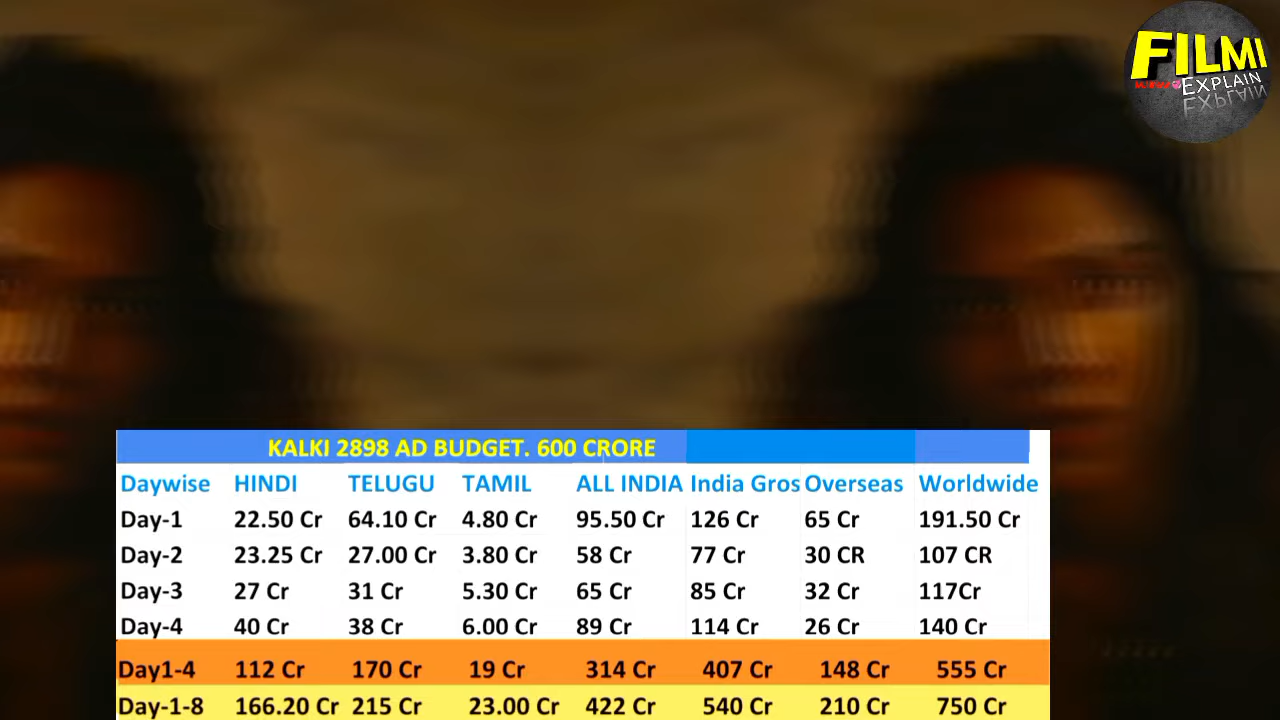 FILMI
EXPLAIN
KALKI 2898 AD BUDGET. 600 CRORE
Daywise HINDI TELUGU TAMIL ALL INDIA India Gros Overseas Worldwide
Day-1 22.50 Cr 64.10 Cr 4.80 Cr 95.50 Cr 126 Cr 65 Cr 191.50 Cr
Day-2 23.25 Cr 27.00 Cr 3.80 Cr 58 Cr 77 Cr 30 CR 107 CR
Day-3 27 Cr 31 Cr 5.30 Cr 65 Cr 85 Cr 32 Cr 117Cr
Day-4 40 Cr 38 Cr 6.00 Cr 89 Cr 114 Cr 26 Cr 140 Cr
Day1-4 112 Cr 170 Cr 19 Cr 314 Cr 407 Cr 148 Cr 555 Cr
Day-1-8 166.20 Cr 215 Cr 23.00 Cr 422 Cr 540 Cr 210 Cr 750 Cr